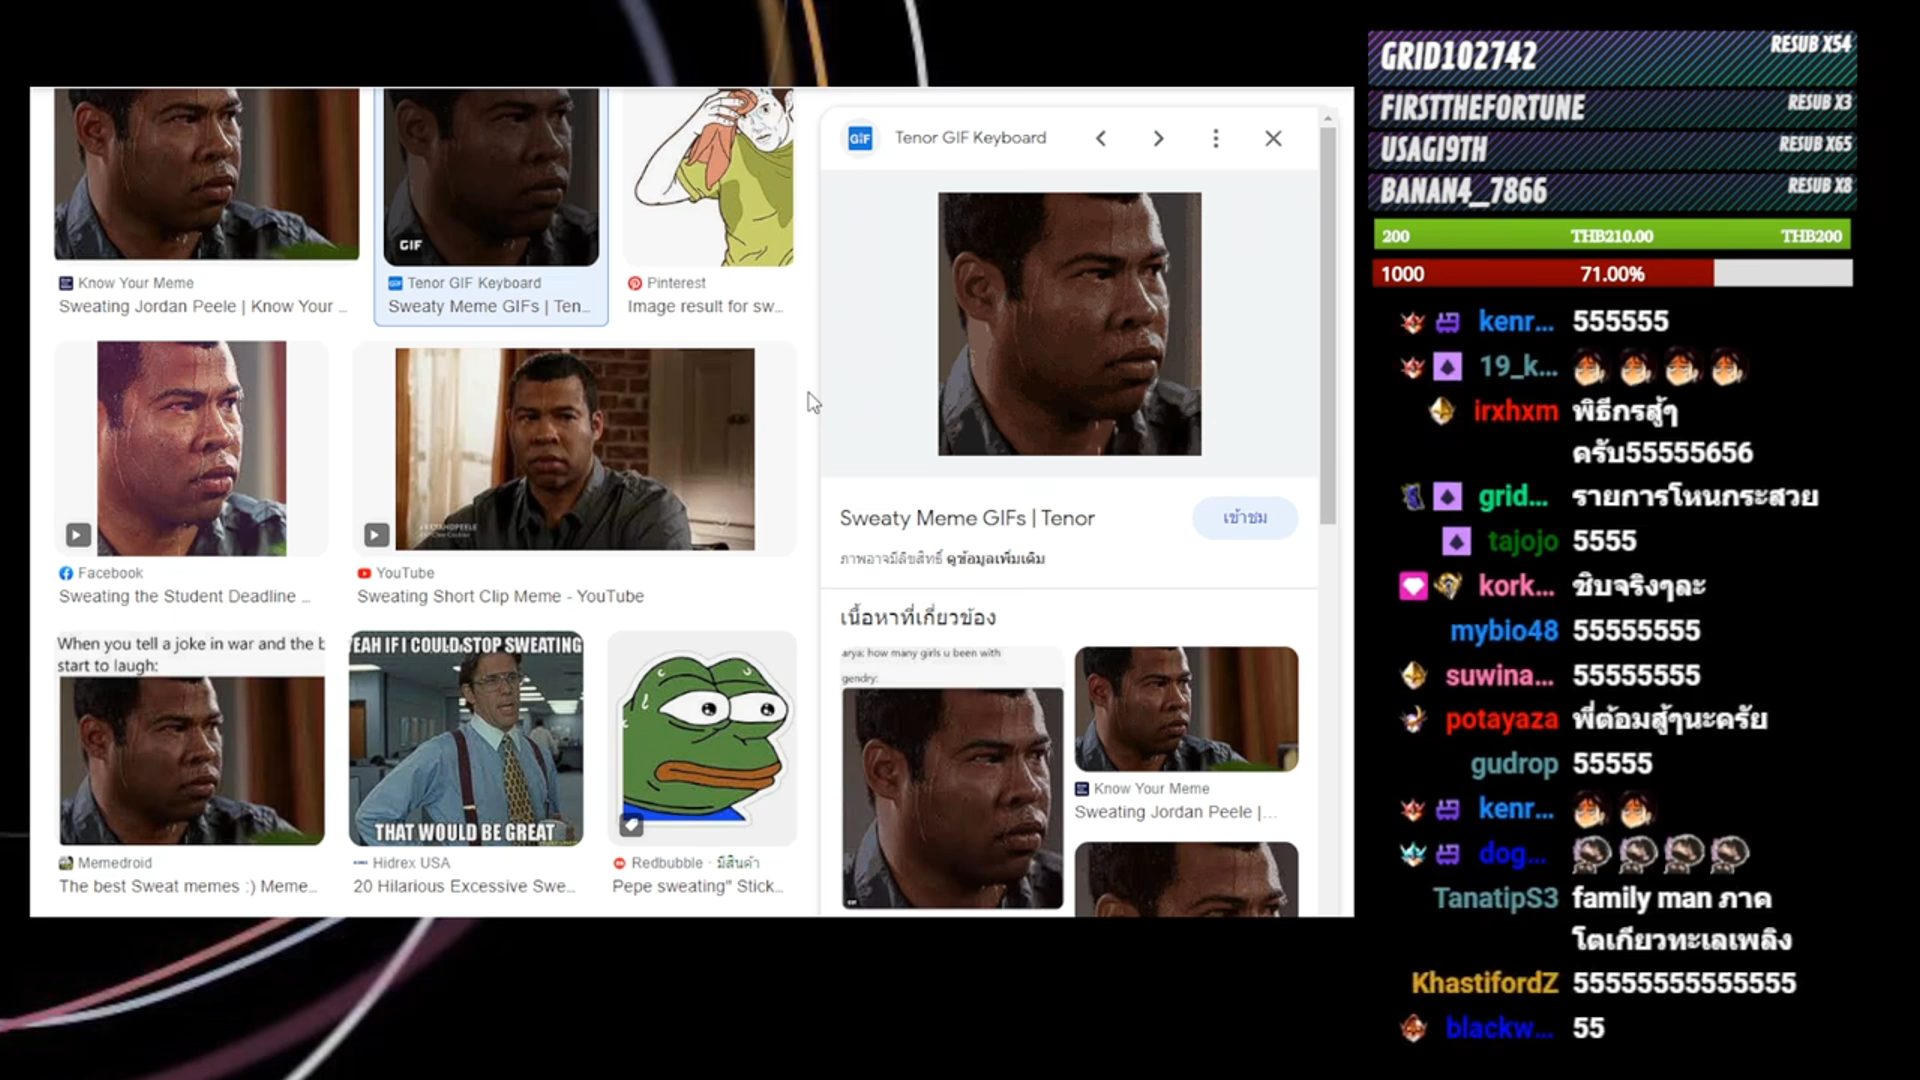 GIF
Know Your Meme
Sweating Jordan Peele | Know Your ...
GIF Tenor GIF Keyboard
Sweaty Meme GIFs | Ten...
Pinterest
Image result for sw...
Facebook
Sweating the Student Deadline ...
YouTube
Sweating Short Clip Meme - YouTube
When you tell a joke in war and the b
start to laugh:
Memedroid
The best Sweat memes :) Meme...
EAH IF I COULD STOP SWEATING
THAT WOULD BE GREAT
Hidrex USA
20 Hilarious Excessive Swe...
Redbubble · มีสินค้า
Pepe sweating" Stick...
GIF Tenor GIF Keyboard
Sweaty Meme GIFs | Tenor
เข้าชม
ภาพอาจมีลิขสิทธิ์ ดูข้อมูลเพิ่มเติม
เนื้อหาที่เกี่ยวข้อง
arya: how many girls u been with
gendry:
Know Your Meme
Sweating Jordan Peele |...
GRID102742 RESUB X54
FIRSTTHEFORTUNE RESUB X3
USAGI9TH RESUB X65
BANAN4_7866 RESUB X8
200 THB210.00 THB200
1000 71.00%
kenr... 555555
19_k...
irxhxm พิธีกรสู้ๆ
ครับ55555656
grid... รายการโหนกระสวย
tajojo 5555
kork... ชิบจริงๆละ
mybio48 55555555
suwina... 55555555
potayaza พี่ต้อมสู้ๆนะครัย
gudrop 55555
kenr...
dog...
TanatipS3 family man ภาค
โตเกียวทะเลเพลิง
KhastifordZ 55555555555555
blackw... 55